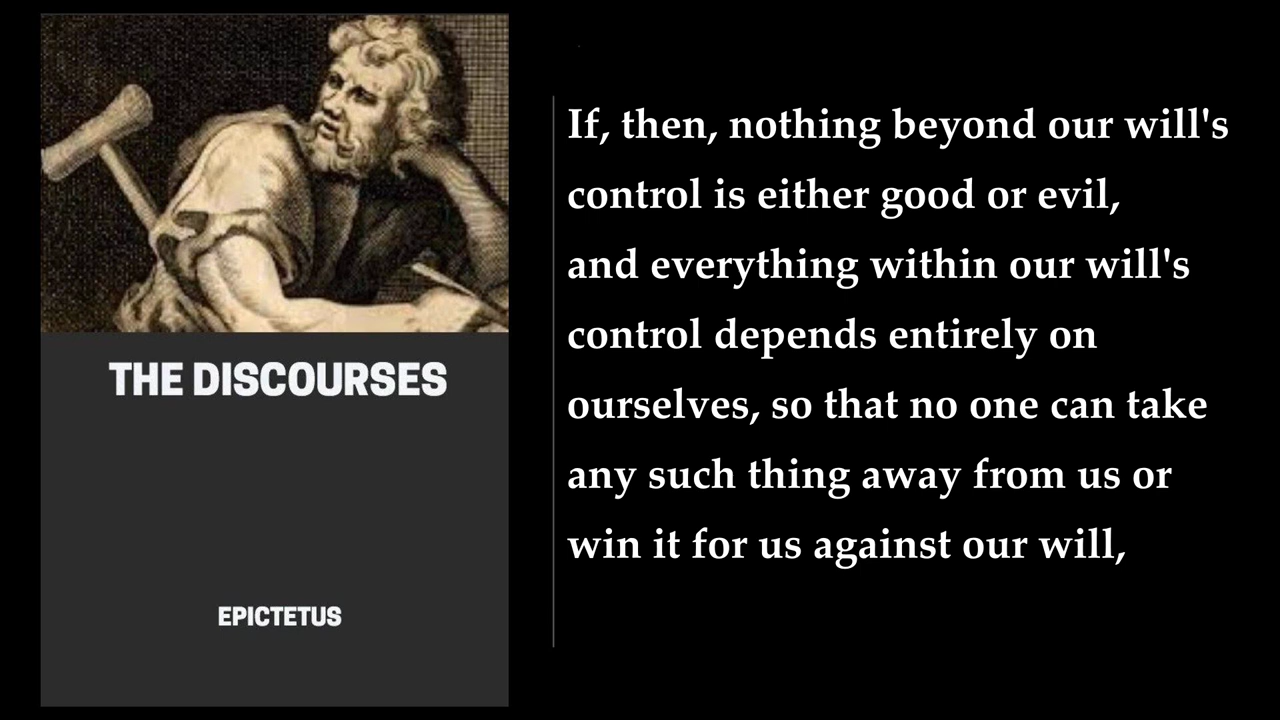 THE DISCOURSES
EPICTETUS
If, then, nothing beyond our will's
control is either good or evil,
and everything within our will's
control depends entirely on
ourselves, so that no one can take
any such thing away from us or
win it for us against our will,